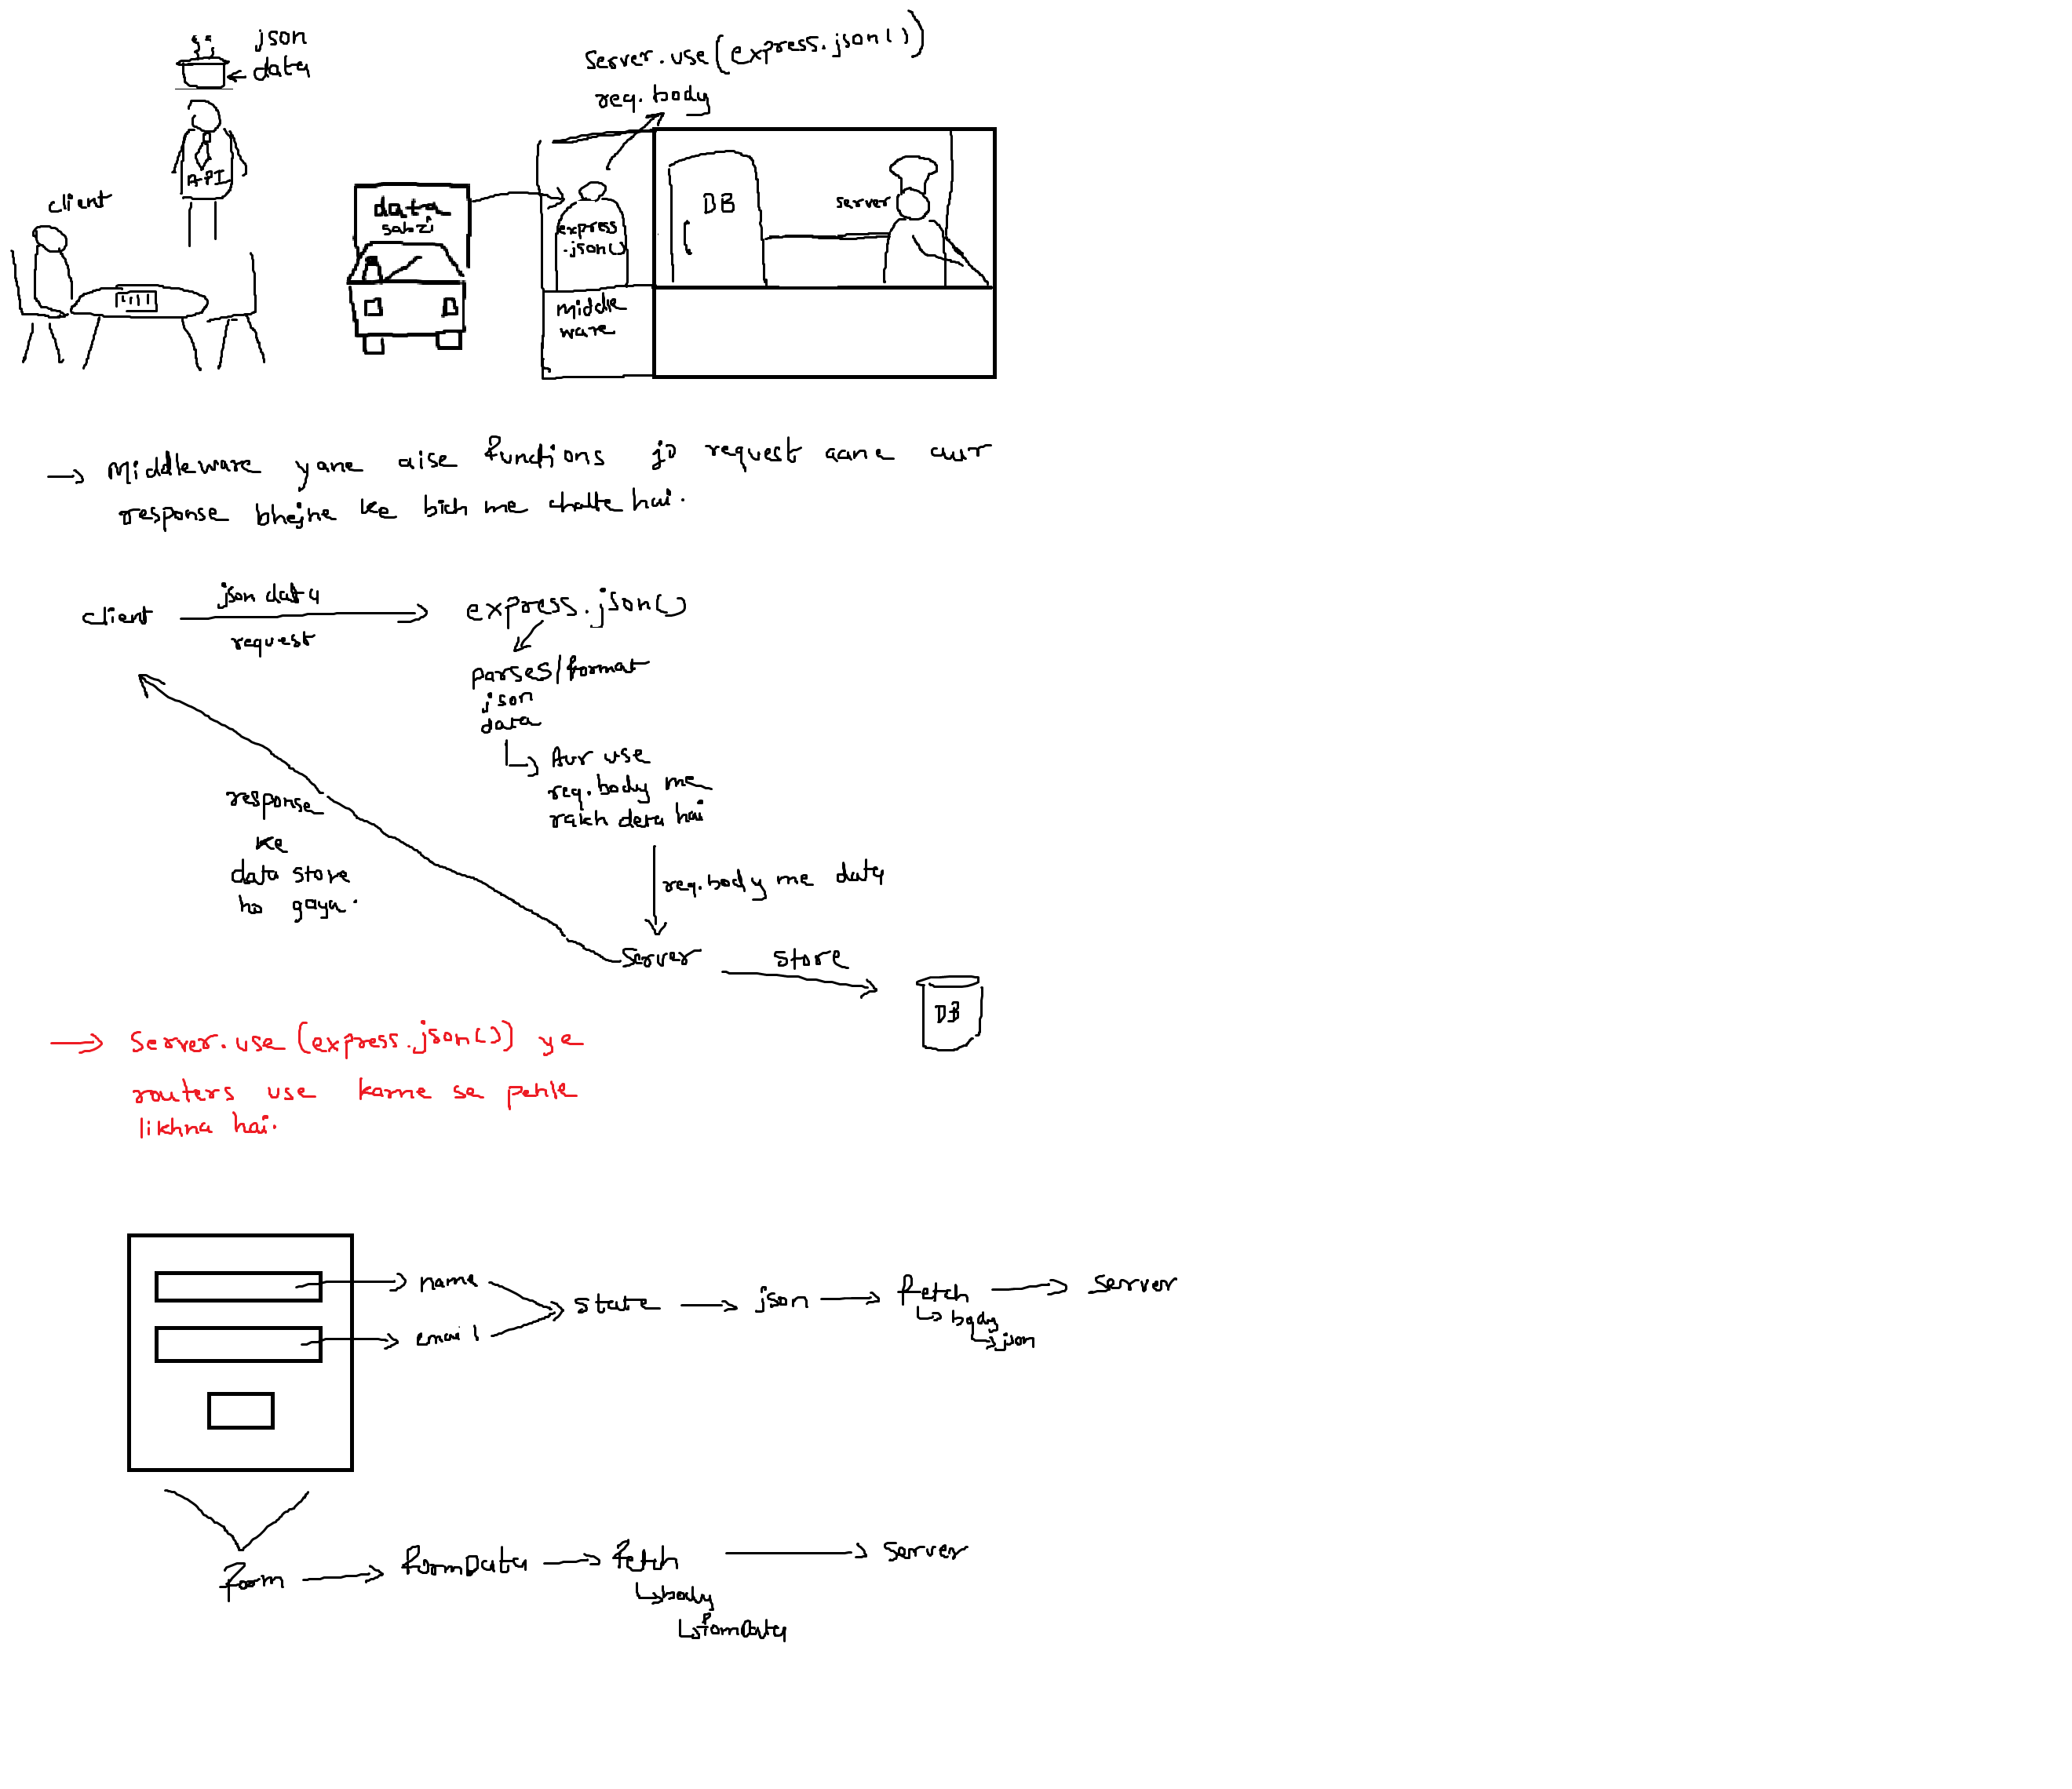 json
data
Server.use(express.json())
req.body
API
client
data
sabzi
express
.json()
DB
server
middle
ware
→ Middleware yane aise functions jo request aane aur
response bhejne ke bich me chalte hai.
client
json data
request
express.json()
parses/format
json
data
Aur use
req.body me
rakh deta hai
response
ke
data store
ho gaya.
req.body me data
Server
store
DB
→ Server.use(express.json()) ye
routers use karne se pehle
likhna hai.
name
email
state → json → fetch → Server
body
json
form → formData → fetch → Server
body
formData